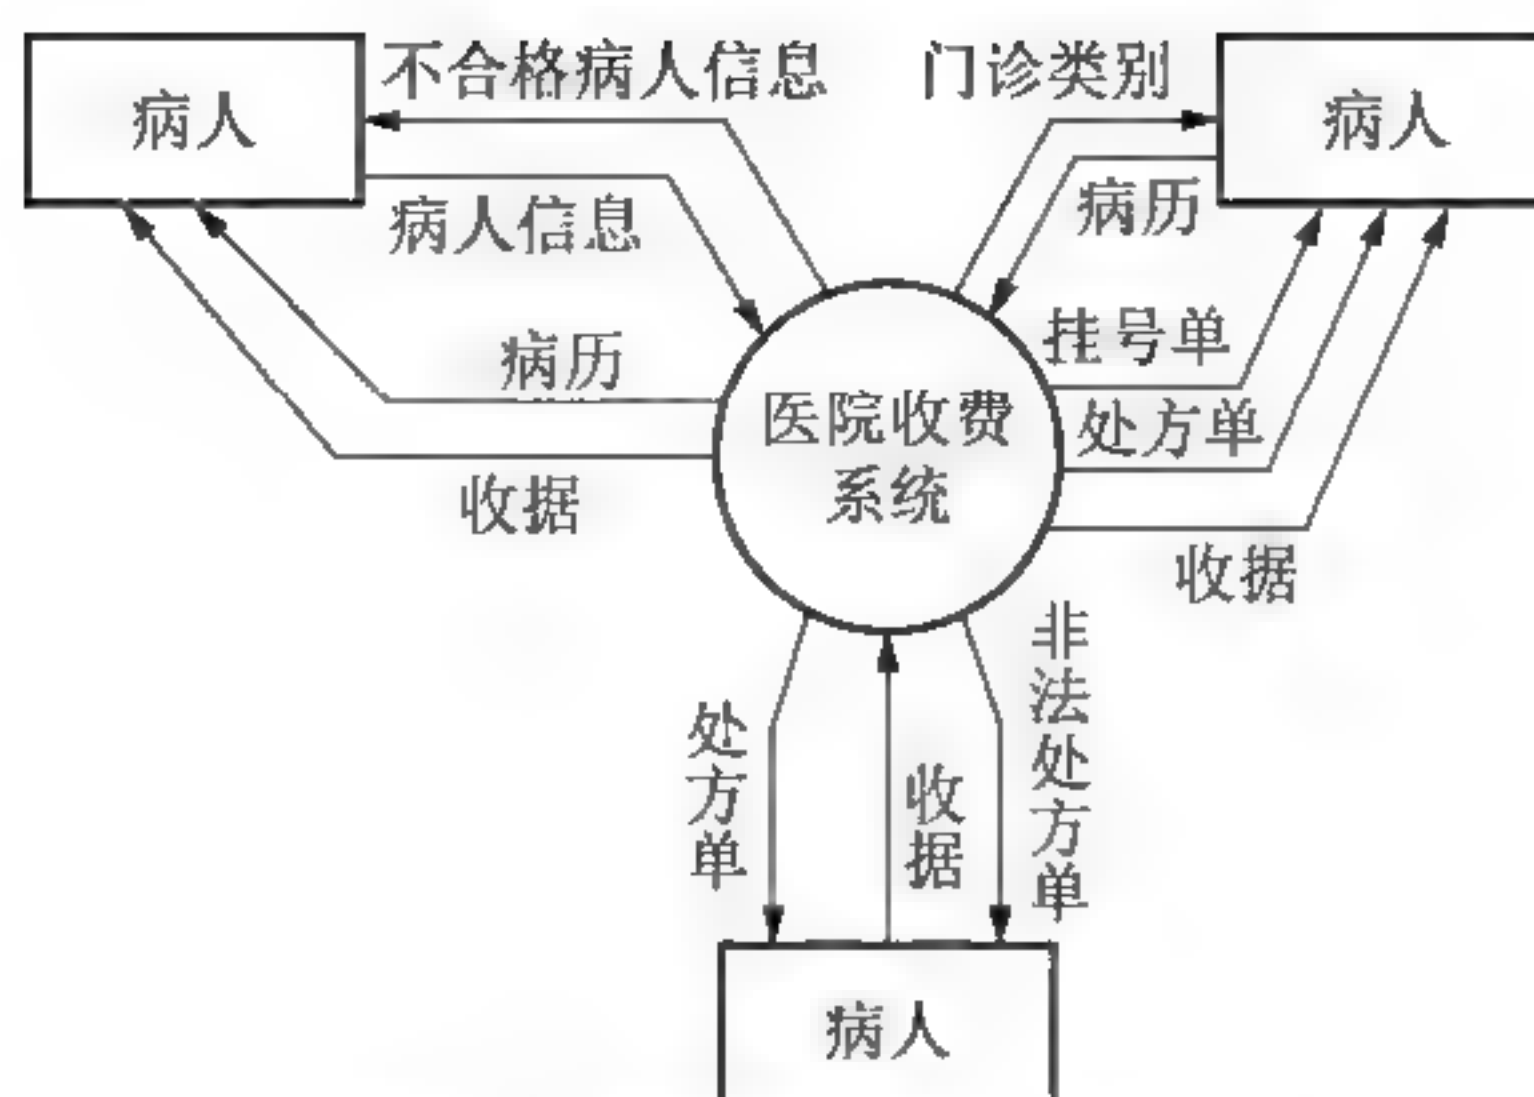 不合格病人信息
门诊类别
病人
病人
病人信息
病历
挂号单
病历
医院收费
系统
处方单
收据
收据
处方单
收据
非法处方单
病人